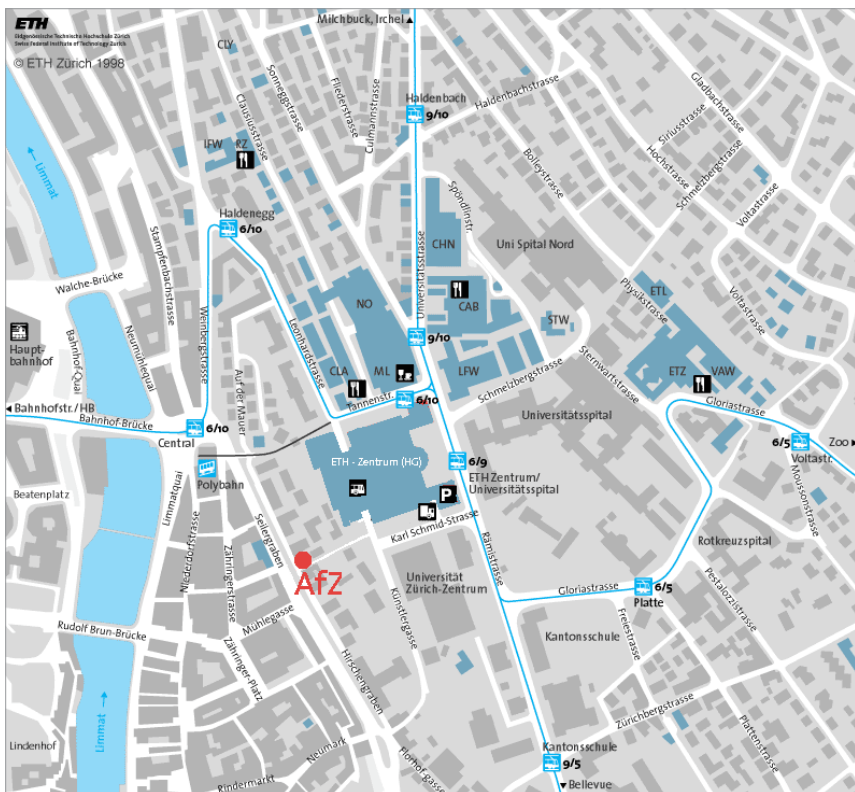 ETH
Eidgenössische Technische Hochschule Zürich
Swiss Federal Institute of Technology Zurich
© ETH Zürich 1998
Milchbuck, Irchel
CLY
Sonneggstrasse
Fliederstrasse
Culmannstrasse
Clausiusstrasse
Haldenbach
9/10
Haldenbachstrasse
Gladbachstrasse
Siriusstrasse
Hochstrasse
Schmelzbergstrasse
Voltastrasse
Bolleystrasse
LFW
RZ
Limmat
Haldenegg
6/10
Spöndlinstr.
CHN
Uni Spital Nord
Stampfenbachstrasse
Walche-Brücke
Universitätsstrasse
NO
CAB
Physikstrasse
ETL
Voltastrasse
STW
Haupt-
bahnhof
Bahnhof-Quai
Neumühlequai
Weinbergstrasse
Leonhardstrasse
9/10
CLA
ML
LFW
Schmelzbergstrasse
Sternwartstrasse
ETZ
VAW
Auf der Mauer
Tannenstr.
6/10
Gloriastrasse
Bahnhofstr. / HB
Bahnhof-Brücke
Central
6/10
Universitätsspital
6/5
Voltastr.
Zoo
ETH - Zentrum (HG)
6/9
ETH Zentrum/
Universitätsspital
Polybahn
P
Moussonstrasse
Beatenplatz
Limmatquai
Seilergraben
Karl Schmid-Strasse
Rämistrasse
Rotkreuzspital
Niederdorfstrasse
Zähringerstrasse
AfZ
Universität
Zürich-Zentrum
Gloriastrasse
6/5
Platte
Pestalozzistrasse
Rudolf Brun-Brücke
Mühlegasse
Künstlergasse
Freiestrasse
Kantonsschule
Zähringer-Platz
Hirschengraben
Zürichbergstrasse
Plattenstrasse
Limmat
Lindenhof
Neumark
Florhofgasse
Kantonsschule
9/5
Rindermarkt
Bellevue